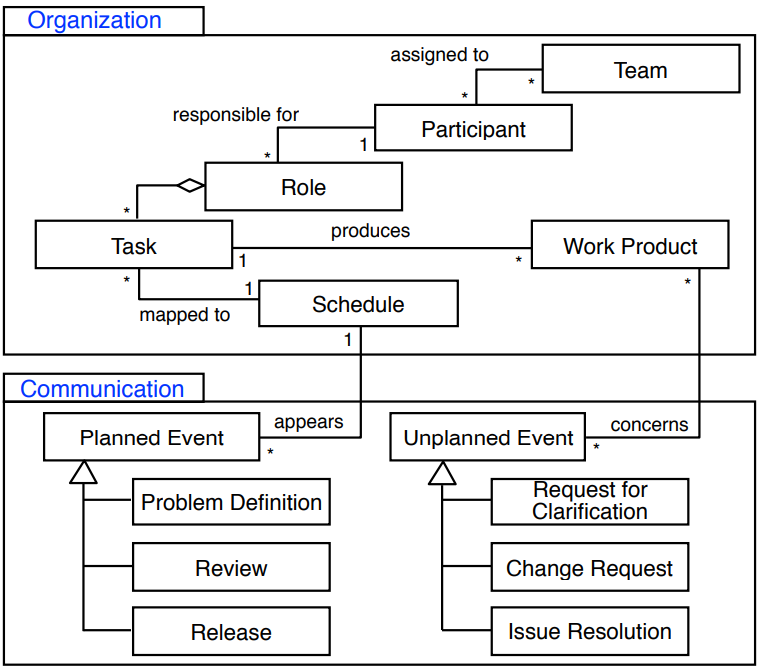 Organization
assigned to
Team
*
*
responsible for
Participant
1
*
Role
*
Task
produces
Work Product
1
*
*
1
*
mapped to
Schedule
1
Communication
Planned Event
appears
*
Unplanned Event
concerns
*
Problem Definition
Request for
Clarification
Review
Change Request
Release
Issue Resolution